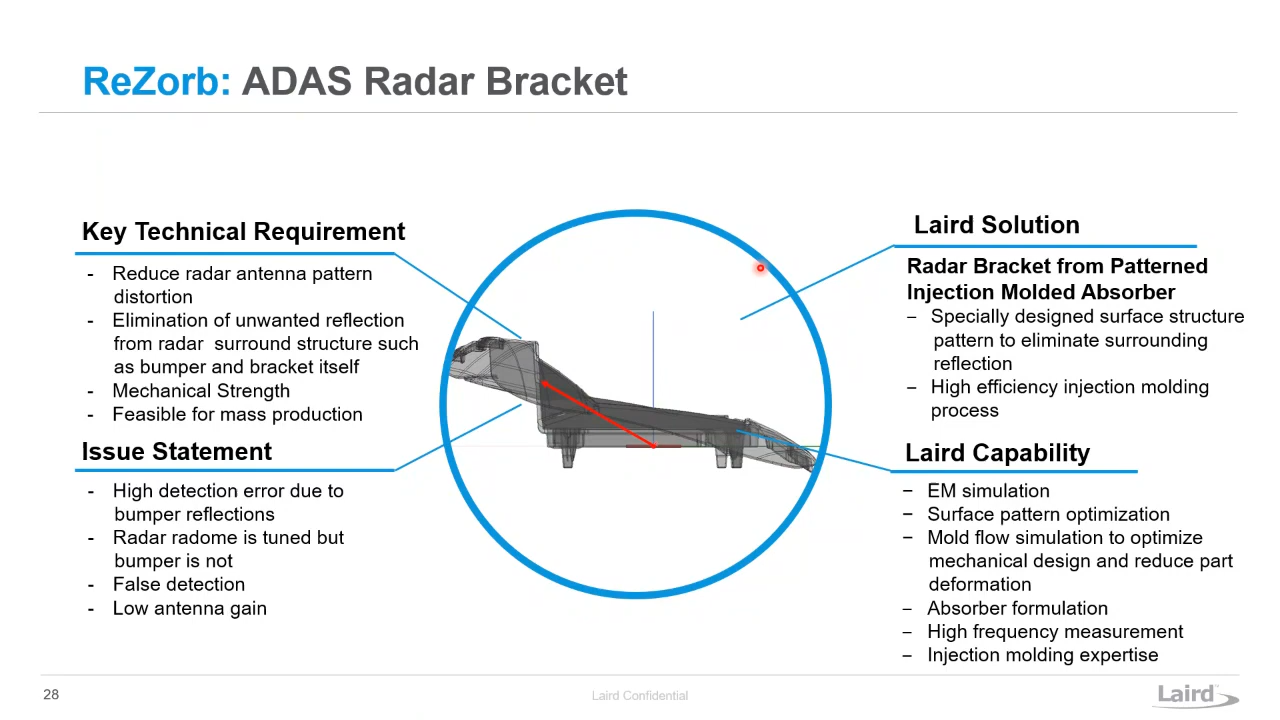 ReZorb: ADAS Radar Bracket
Key Technical Requirement
- Reduce radar antenna pattern
distortion
- Elimination of unwanted reflection
from radar surround structure such
as bumper and bracket itself
- Mechanical Strength
- Feasible for mass production
Issue Statement
- High detection error due to
bumper reflections
- Radar radome is tuned but
bumper is not
- False detection
- Low antenna gain
Laird Solution
Radar Bracket from Patterned
Injection Molded Absorber
– Specially designed surface structure
pattern to eliminate surrounding
reflection
– High efficiency injection molding
process
Laird Capability
– EM simulation
– Surface pattern optimization
– Mold flow simulation to optimize
mechanical design and reduce part
deformation
– Absorber formulation
– High frequency measurement
– Injection molding expertise
28
Laird Confidential
Laird™